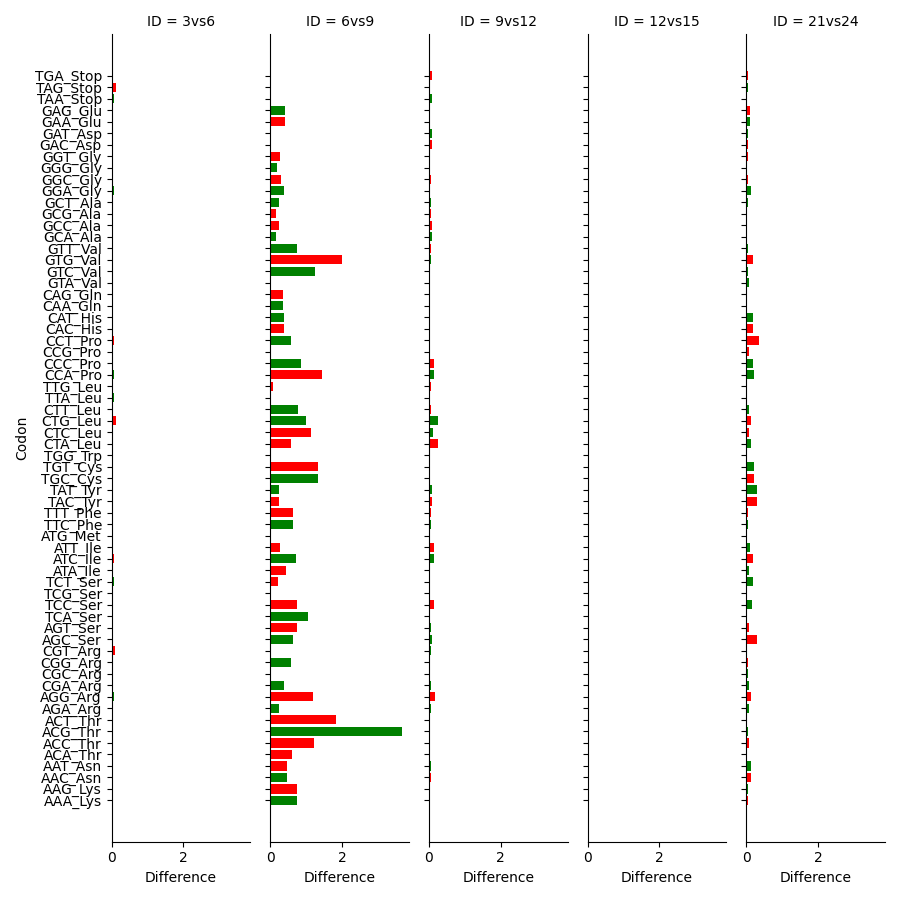 ID = 3vs6 ID = 6vs9 ID = 9vs12 ID = 12vs15 ID = 21vs24
TGA_Stop
TAG_Stop
TAA_Stop
GAG_Glu
GAA_Glu
GAT_Asp
GAC_Asp
GGT_Gly
GGG_Gly
GGC_Gly
GGA_Gly
GCT_Ala
GCG_Ala
GCC_Ala
GCA_Ala
GTT_Val
GTG_Val
GTC_Val
GTA_Val
CAG_Gln
CAA_Gln
CAT_His
CAC_His
CCT_Pro
CCG_Pro
CCC_Pro
CCA_Pro
TTG_Leu
TTA_Leu
CTT_Leu
CTG_Leu
CTC_Leu
CTA_Leu
TGG_Trp
TGT_Cys
TGC_Cys
TAT_Tyr
TAC_Tyr
TTT_Phe
TTC_Phe
ATG_Met
ATT_Ile
ATC_Ile
ATA_Ile
TCT_Ser
TCG_Ser
TCC_Ser
TCA_Ser
AGT_Ser
AGC_Ser
CGT_Arg
CGG_Arg
CGC_Arg
CGA_Arg
AGG_Arg
AGA_Arg
ACT_Thr
ACG_Thr
ACC_Thr
ACA_Thr
AAT_Asn
AAC_Asn
AAG_Lys
AAA_Lys
Codon
0 2 0 2 0 2 0 2 0 2
Difference Difference Difference Difference Difference